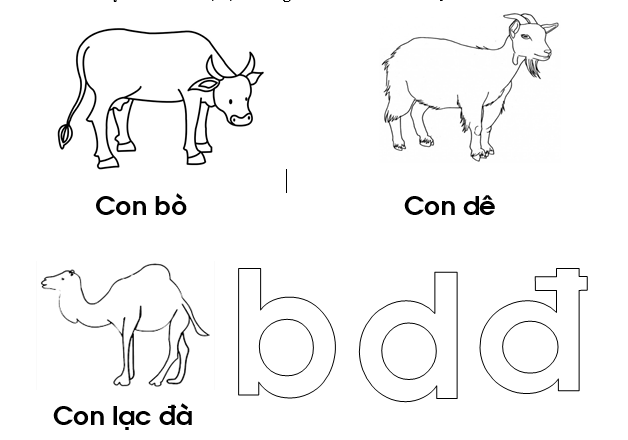 Con bò
Con dê
b d đ
Con lạc đà